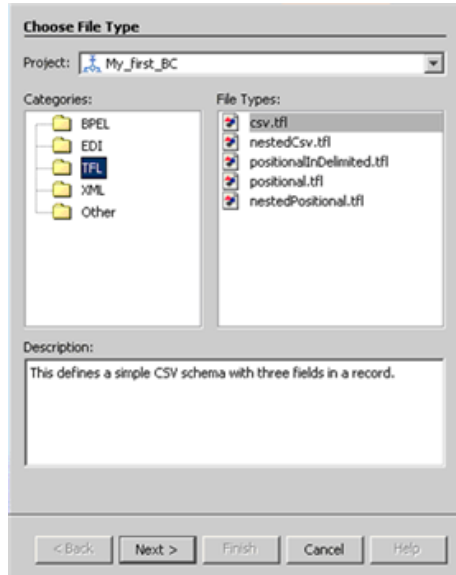 Choose File Type
Project: My_first_BC
Categories:
BPEL
EDI
TFL
XML
Other
File Types:
csv.tfl
nestedCsv.tfl
positionalInDelimited.tfl
positional.tfl
nestedPositional.tfl
Description:
This defines a simple CSV schema with three fields in a record.
< Back Next > Finish Cancel Help